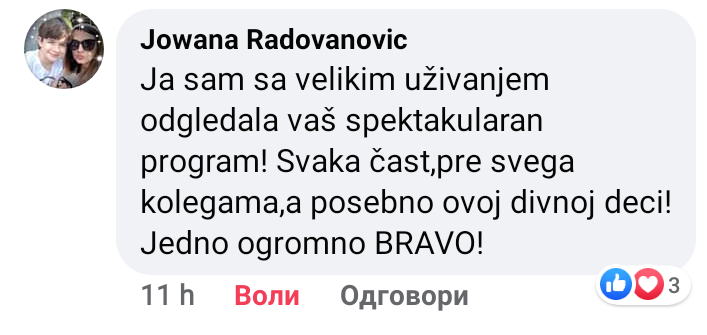 Jowana Radovanovic
Ja sam sa velikim uživanjem
odgledala vaš spektakularan
program! Svaka čast,pre svega
kolegama,a posebno ovoj divnoj deci!
Jedno ogromno BRAVO!
11 h Воли Одговори 3